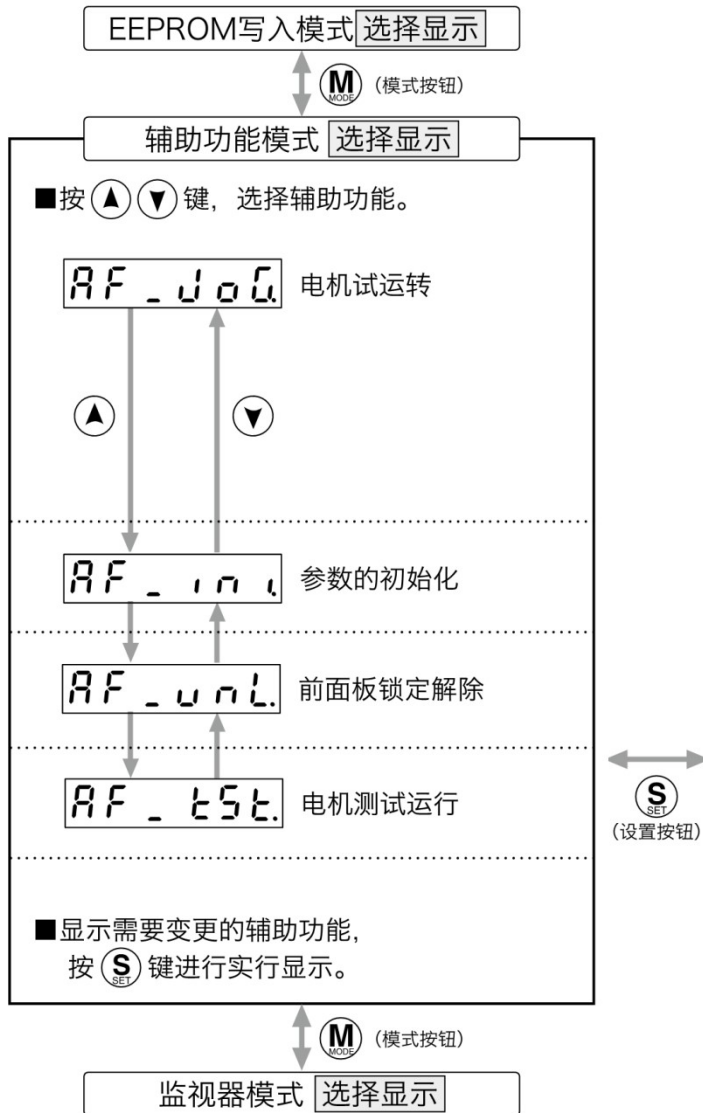 EEPROM写入模式 选择显示
M MODE (模式按钮)
辅助功能模式 选择显示
■按 ▲ ▼ 键，选择辅助功能。
AF_JoG. 电机试运转
▲ ▼
AF_ini. 参数的初始化
AF_unL. 前面板锁定解除
AF_tSt. 电机测试运行
S SET
(设置按钮)
■显示需要变更的辅助功能，
按 S SET 键进行实行显示。
M MODE (模式按钮)
监视器模式 选择显示